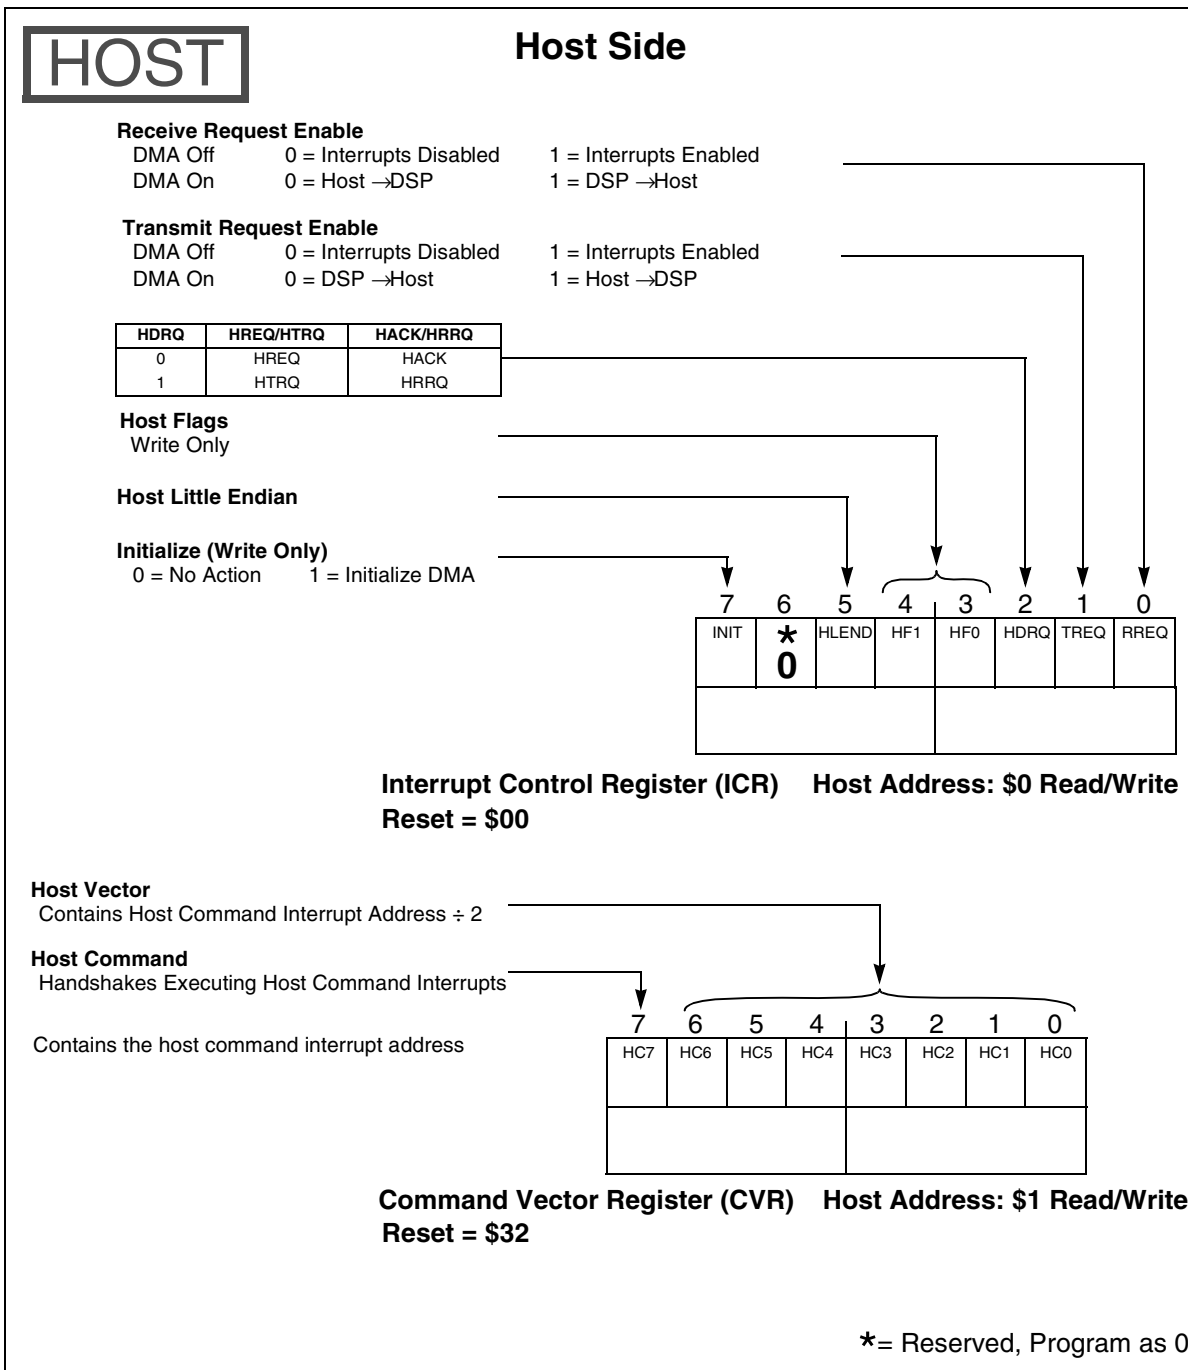 HOST
Host Side
Receive Request Enable
DMA Off 0 = Interrupts Disabled 1 = Interrupts Enabled
DMA On 0 = Host →DSP 1 = DSP →Host
Transmit Request Enable
DMA Off 0 = Interrupts Disabled 1 = Interrupts Enabled
DMA On 0 = DSP →Host 1 = Host →DSP
HDRQ HREQ/HTRQ HACK/HRRQ
0 HREQ HACK
1 HTRQ HRRQ
Host Flags
Write Only
Host Little Endian
Initialize (Write Only)
0 = No Action 1 = Initialize DMA
7 6 5 4 3 2 1 0
INIT * HLEND HF1 HF0 HDRQ TREQ RREQ
0
Interrupt Control Register (ICR) Host Address: $0 Read/Write
Reset = $00
Host Vector
Contains Host Command Interrupt Address ÷ 2
Host Command
Handshakes Executing Host Command Interrupts
Contains the host command interrupt address
7 6 5 4 3 2 1 0
HC7 HC6 HC5 HC4 HC3 HC2 HC1 HC0
Command Vector Register (CVR) Host Address: $1 Read/Write
Reset = $32
*= Reserved, Program as 0